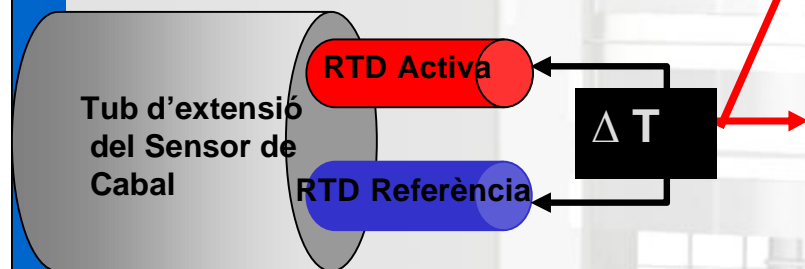 RTD Activa
Tub d’extensió
del Sensor de
Cabal
Δ T
RTD Referència